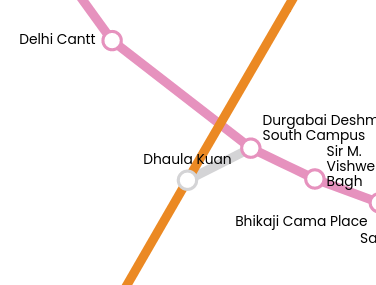 Delhi Cantt
Durgabai Deshm
South Campus
Sir M.
Vishwe
Bagh
Dhaula Kuan
Bhikaji Cama Place
Sa